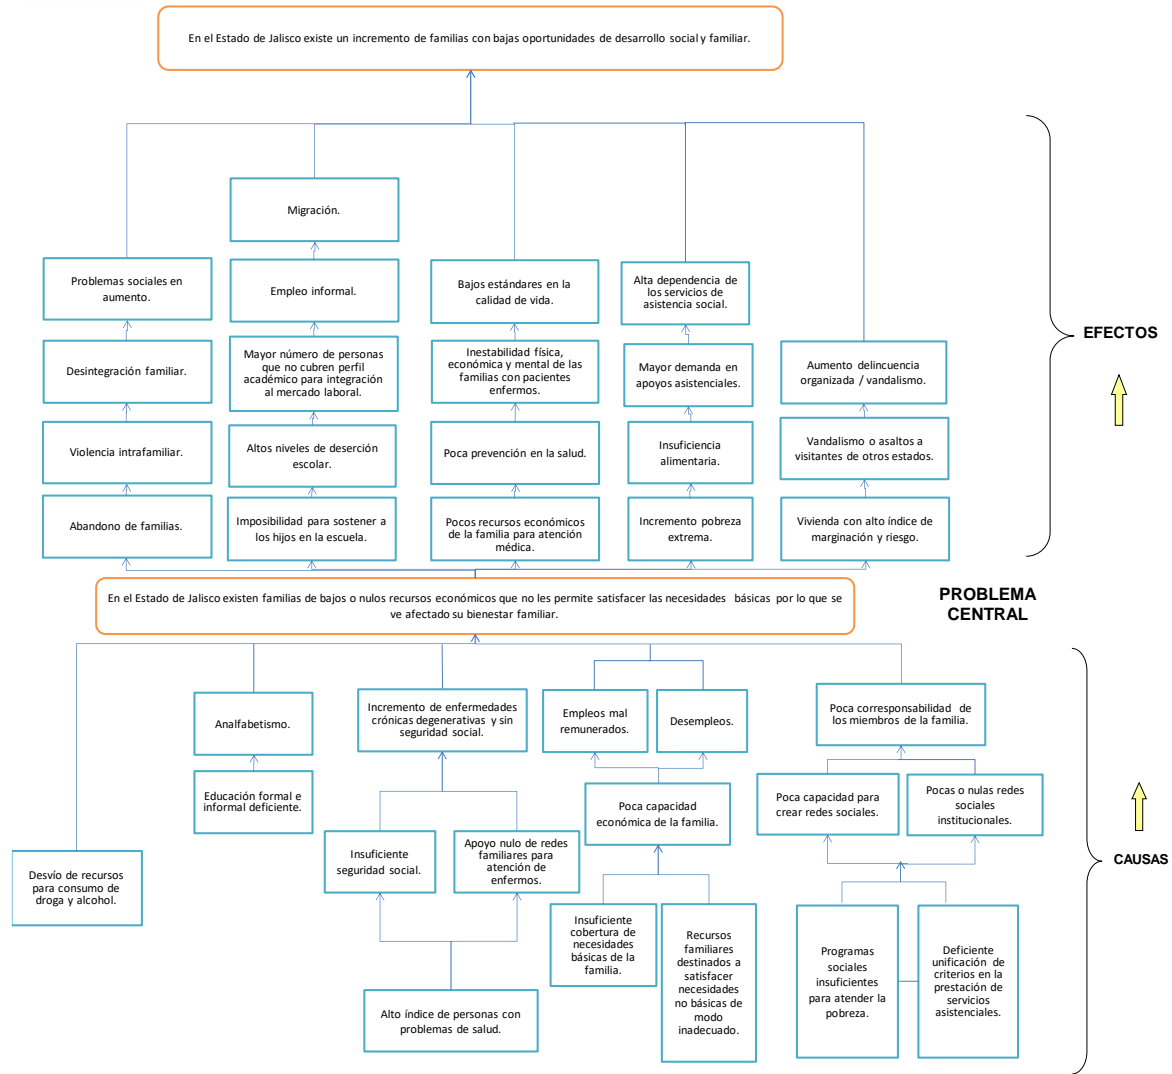 En el Estado de Jalisco existe un incremento de familias con bajas oportunidades de desarrollo social y familiar.
Migración.
Problemas sociales en
aumento.
Empleo informal.
Bajos estándares en la
calidad de vida.
Alta dependencia de
los servicios de
asistencia social.
EFECTOS
Desintegración familiar.
Mayor número de personas
que no cubren perfil
académico para integración
al mercado laboral.
Inestabilidad física,
económica y mental de las
familias con pacientes
enfermos.
Mayor demanda en
apoyos asistenciales.
Aumento delincuencia
organizada / vandalismo.
Violencia intrafamiliar.
Altos niveles de deserción
escolar.
Poca prevención en la salud.
Insuficiencia
alimentaria.
Vandalismo o asaltos a
visitantes de otros estados.
Abandono de familias.
Imposibilidad para sostener a
los hijos en la escuela.
Pocos recursos económicos
de la familia para atención
médica.
Incremento pobreza
extrema.
Vivienda con alto índice de
marginación y riesgo.
En el Estado de Jalisco existen familias de bajos o nulos recursos económicos que no les permite satisfacer las necesidades básicas por lo que se
ve afectado su bienestar familiar.
PROBLEMA
CENTRAL
Analfabetismo.
Incremento de enfermedades
crónicas degenerativas y sin
seguridad social.
Empleos mal
remunerados.
Desempleos.
Poca corresponsabilidad de
los miembros de la familia.
Educación formal e
informal deficiente.
Poca capacidad
económica de la familia.
Poca capacidad para
crear redes sociales.
Pocas o nulas redes
sociales
institucionales.
Desvío de recursos
para consumo de
droga y alcohol.
Insuficiente
seguridad social.
Apoyo nulo de redes
familiares para
atención de
enfermos.
CAUSAS
Insuficiente
cobertura de
necesidades
básicas de la
familia.
Recursos
familiares
destinados a
satisfacer
necesidades
no básicas de
modo
inadecuado.
Programas
sociales
insuficientes
para atender la
pobreza.
Deficiente
unificación de
criterios en la
prestación de
servicios
asistenciales.
Alto índice de personas con
problemas de salud.